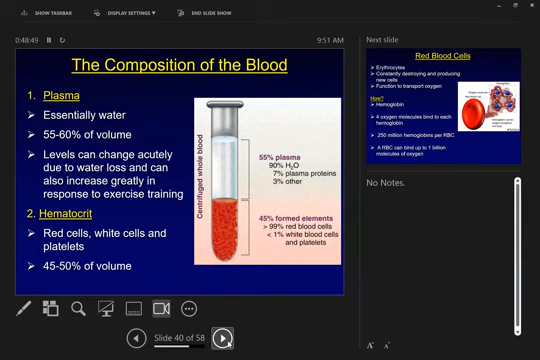 SHOW TASKBAR
DISPLAY SETTINGS ▾
END SLIDE SHOW
0:48:49
9:51 AM
The Composition of the Blood
1. Plasma
Essentially water
55-60% of volume
Levels can change acutely
due to water loss and can
also increase greatly in
response to exercise training
2. Hematocrit
Red cells, white cells and
platelets
45-50% of volume
Centrifuged whole blood
55% plasma
90% H₂O
7% plasma proteins
3% other
45% formed elements
> 99% red blood cells
< 1% white blood cells
and platelets
Slide 40 of 58
Next slide
Red Blood Cells
Erythrocytes
Constantly destroying and producing
new cells
Function to transport oxygen
How?
Hemoglobin
4 oxygen molecules bind to each
hemoglobin
250 million hemoglobins per RBC
A RBC can bind up to 1 billion
molecules of oxygen
No Notes.
A A